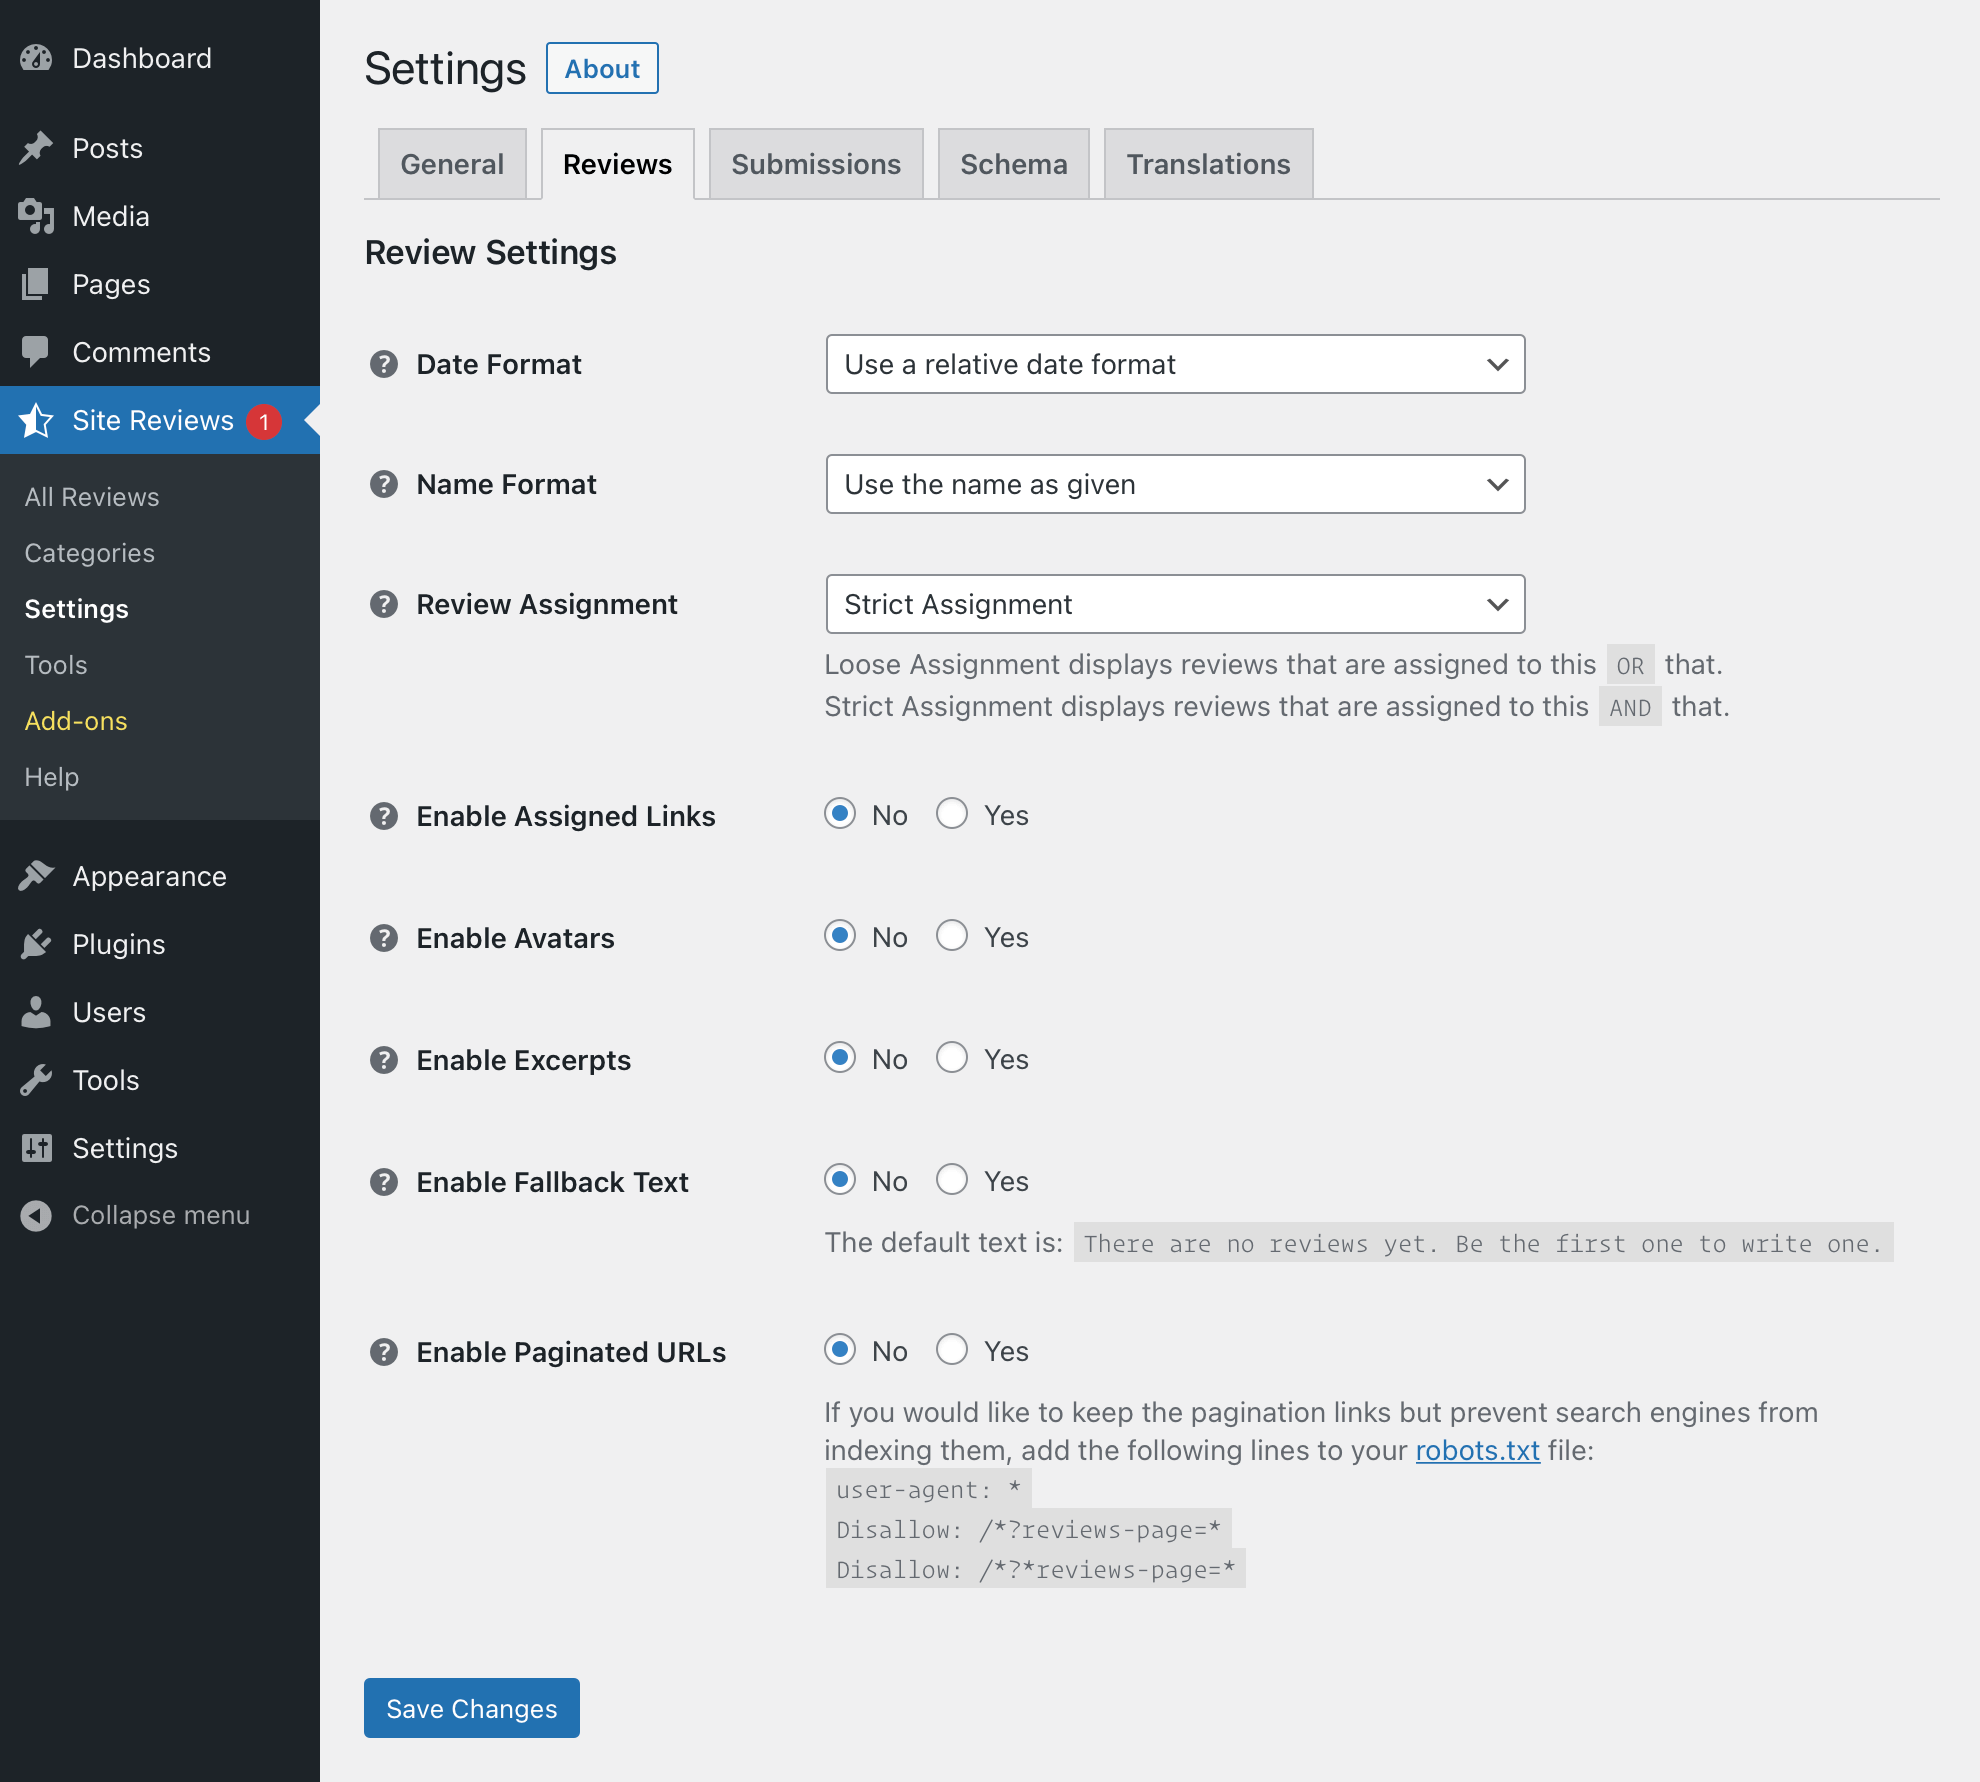 Dashboard
Posts
Media
Pages
Comments
Site Reviews 1
All Reviews
Categories
Settings
Tools
Add-ons
Help
Appearance
Plugins
Users
Tools
Settings
Collapse menu
Settings About
General Reviews Submissions Schema Translations
Review Settings
? Date Format Use a relative date format
? Name Format Use the name as given
? Review Assignment Strict Assignment
Loose Assignment displays reviews that are assigned to this OR that.
Strict Assignment displays reviews that are assigned to this AND that.
? Enable Assigned Links No Yes
? Enable Avatars No Yes
? Enable Excerpts No Yes
? Enable Fallback Text No Yes
The default text is: There are no reviews yet. Be the first one to write one.
? Enable Paginated URLs No Yes
If you would like to keep the pagination links but prevent search engines from
indexing them, add the following lines to your robots.txt file:
user-agent: *
Disallow: /*?reviews-page=*
Disallow: /*?*reviews-page=*
Save Changes